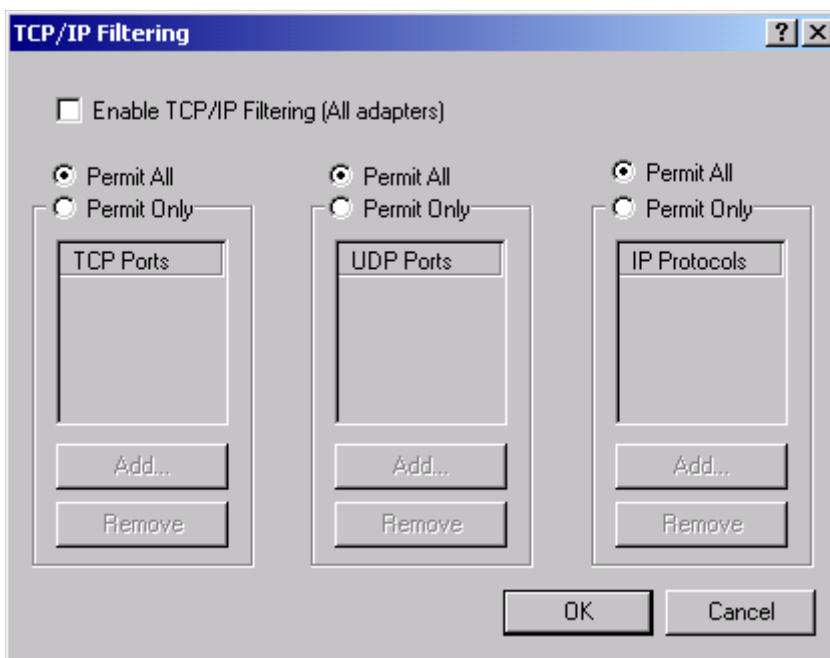 TCP/IP Filtering
Enable TCP/IP Filtering (All adapters)
Permit All
Permit Only
TCP Ports
Add...
Remove
Permit All
Permit Only
UDP Ports
Add...
Remove
Permit All
Permit Only
IP Protocols
Add...
Remove
OK
Cancel